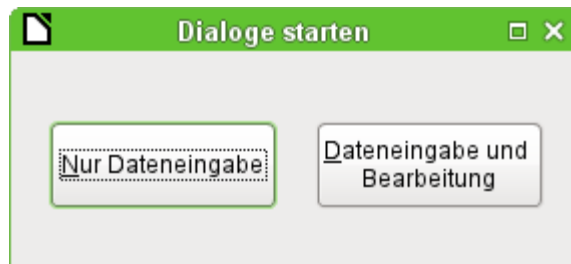 Dialoge starten
Nur Dateneingabe
Dateneingabe und
Bearbeitung